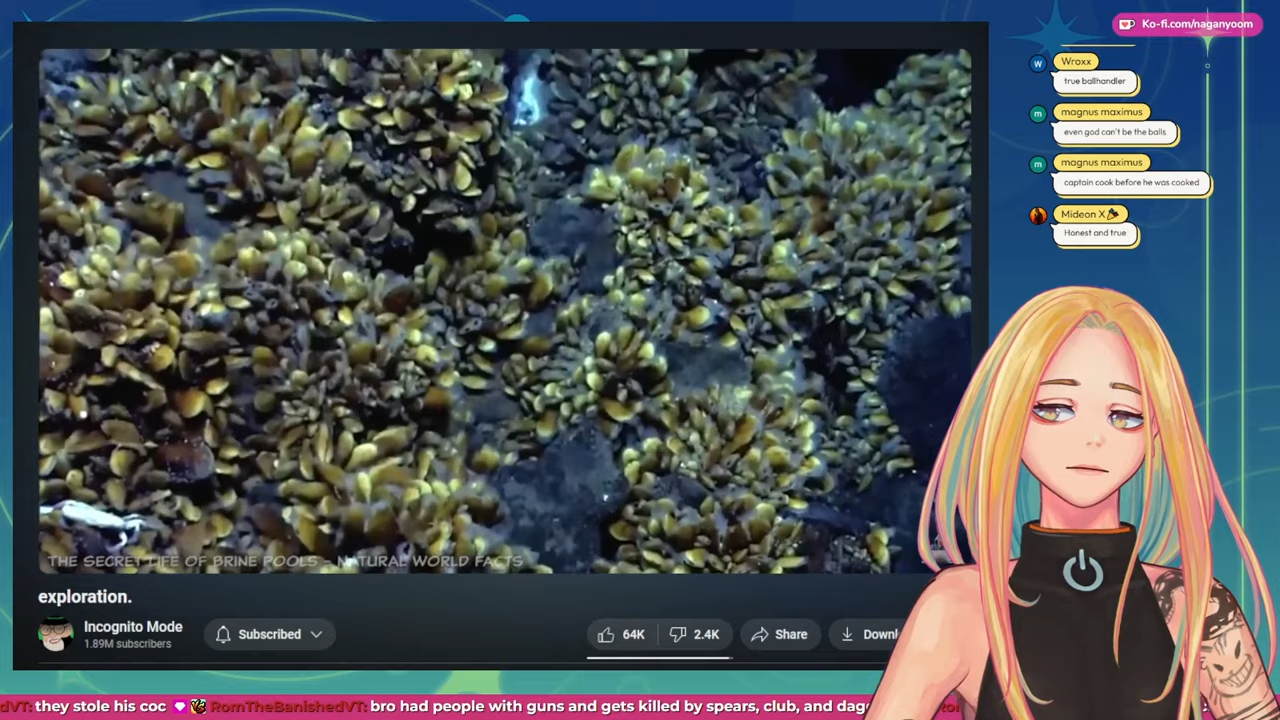 Ko-fi.com/naganyoom
W
Wroxx
true ballhandler
m
magnus maximus
even god can't be the balls
m
magnus maximus
captain cook before he was cooked
Mideon X
Honest and true
THE SECRET LIFE OF BRINE POOLS - NATURAL WORLD FACTS
exploration.
Incognito Mode
1.89M subscribers
Subscribed
64K
2.4K
Share
Downl
dVT: they stole his coc RomTheBanishedVT: bro had people with guns and gets killed by spears, club, and dag